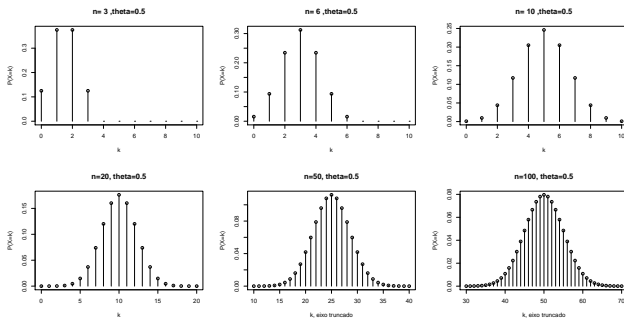 n= 3 ,theta=0.5
P(X=k)
0.0 0.1 0.2 0.3
0 2 4 6 8 10
k
n= 6 ,theta=0.5
P(X=k)
0.00 0.10 0.20 0.30
0 2 4 6 8 10
k
n= 10 ,theta=0.5
P(X=k)
0.00 0.05 0.10 0.15 0.20 0.25
0 2 4 6 8 10
k
n=20, theta=0.5
P(X=k)
0.00 0.05 0.10 0.15
0 5 10 15 20
k
n=50, theta=0.5
P(X=k)
0.00 0.04 0.08
10 15 20 25 30 35 40
k, eixo truncado
n=100, theta=0.5
P(X=k)
0.00 0.02 0.04 0.06 0.08
30 40 50 60 70
k, eixo truncado